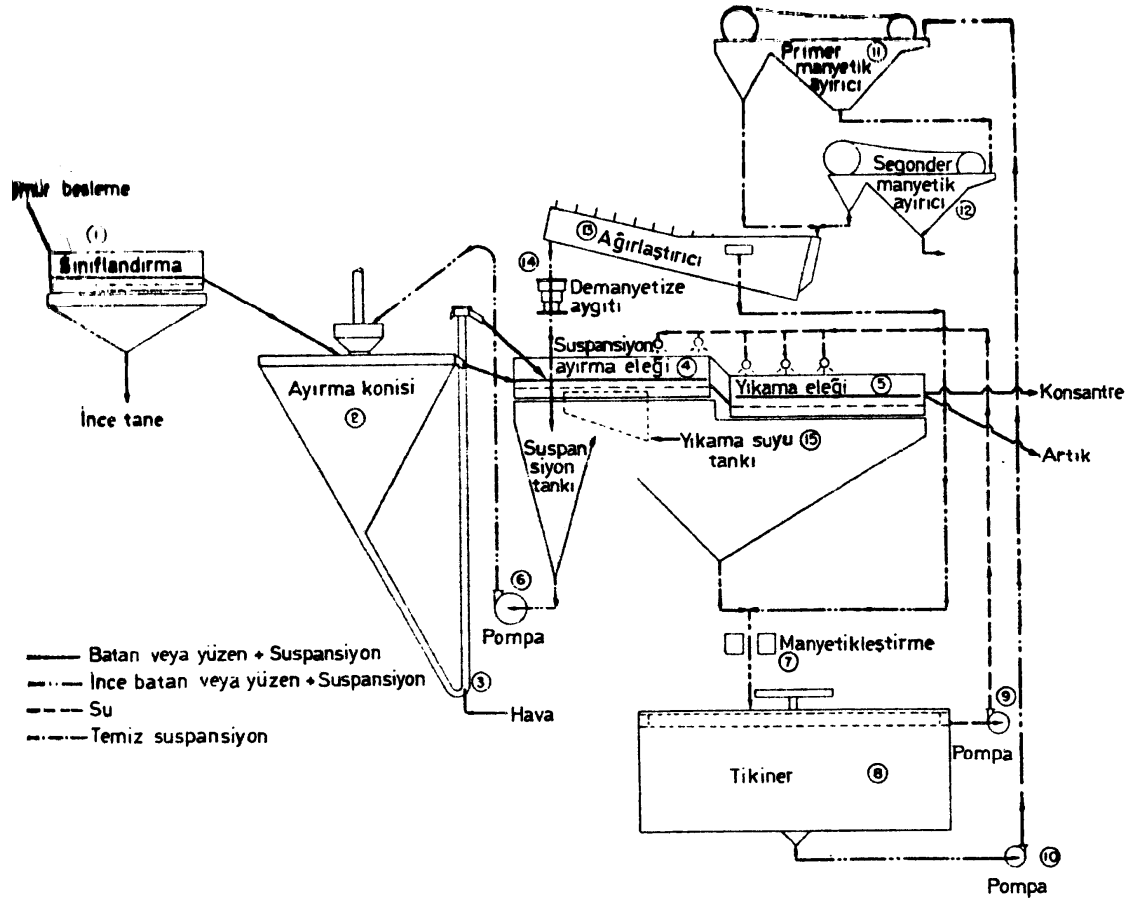 Primer
manyetik
ayırıcı
11
Segonder
manyetik
ayırıcı
12
besleme
1
Sınıflandırma
İnce tane
13 Ağırlaştırıcı
14
Demanyetize
aygıtı
Ayırma konisi
2
Suspansiyon
ayırma eleği 4
Yıkama eleği 5
Konsantre
Artık
Yıkama suyu 15
tankı
Suspan
siyon
tankı
6
Pompa
Manyetikleştirme
7
3
Hava
Batan veya yüzen + Suspansiyon
İnce batan veya yüzen + Suspansiyon
Su
Temiz suspansiyon
9
Pompa
Tikiner 8
10
Pompa